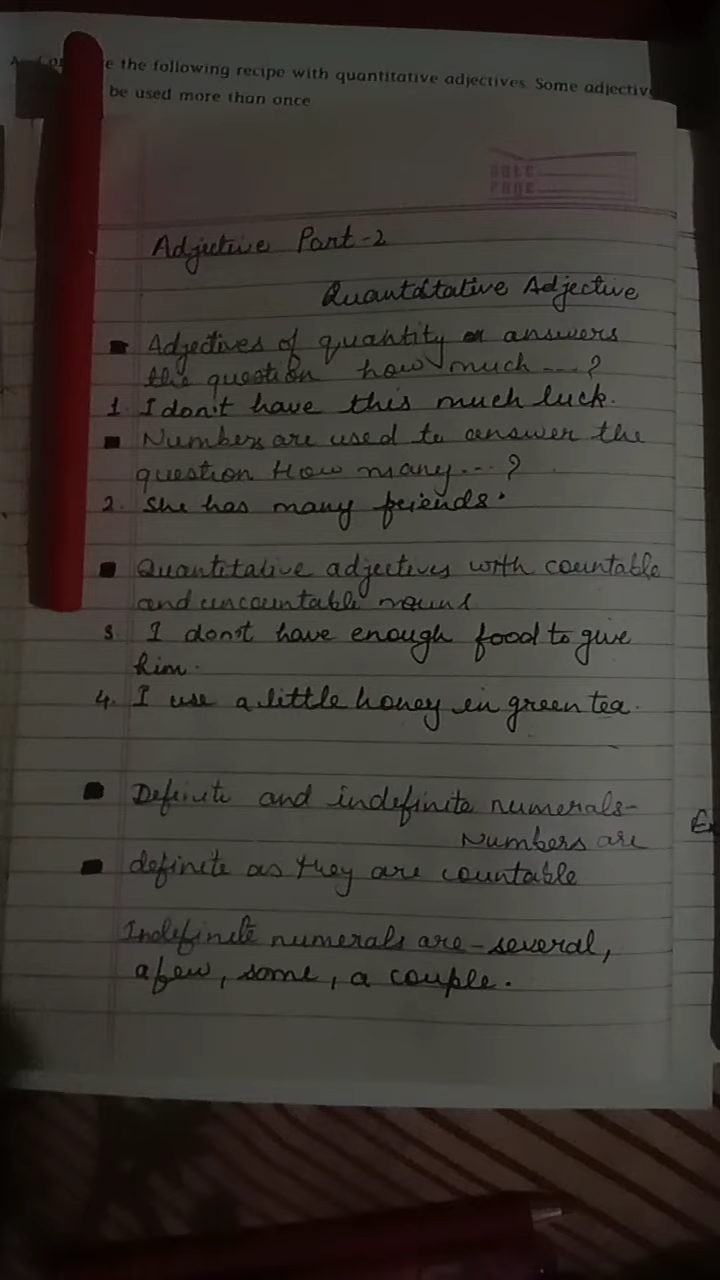 e the following recipe with quantitative adjectives. Some adjectiv
be used more than once
DATE
PAGE
Adjective Part-2
Quantitative Adjective
Adjectives of quantity answers
the question how much ---?
1. I don't have this much luck.
Numbers are used to answer the
question How many---?
2. She has many friends.
Quantitative adjectives with countable
and uncountable nouns
3. I don't have enough food to give
him.
4. I use a little honey in green tea.
Definite and indefinite numerals-
Numbers are
definite as they are countable
Indefinite numerals are - several,
a few, some, a couple.